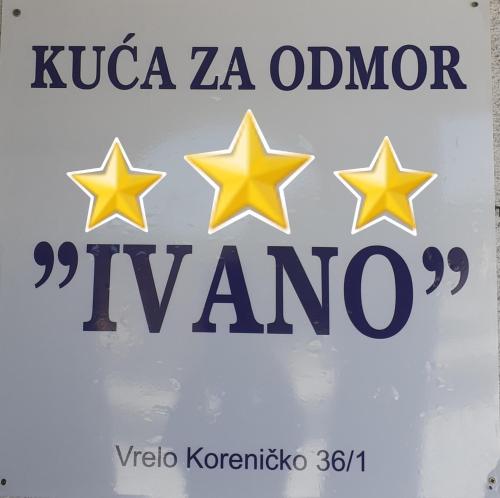 KUĆA ZA ODMOR
”IVANO”
Vrelo Koreničko 36/1